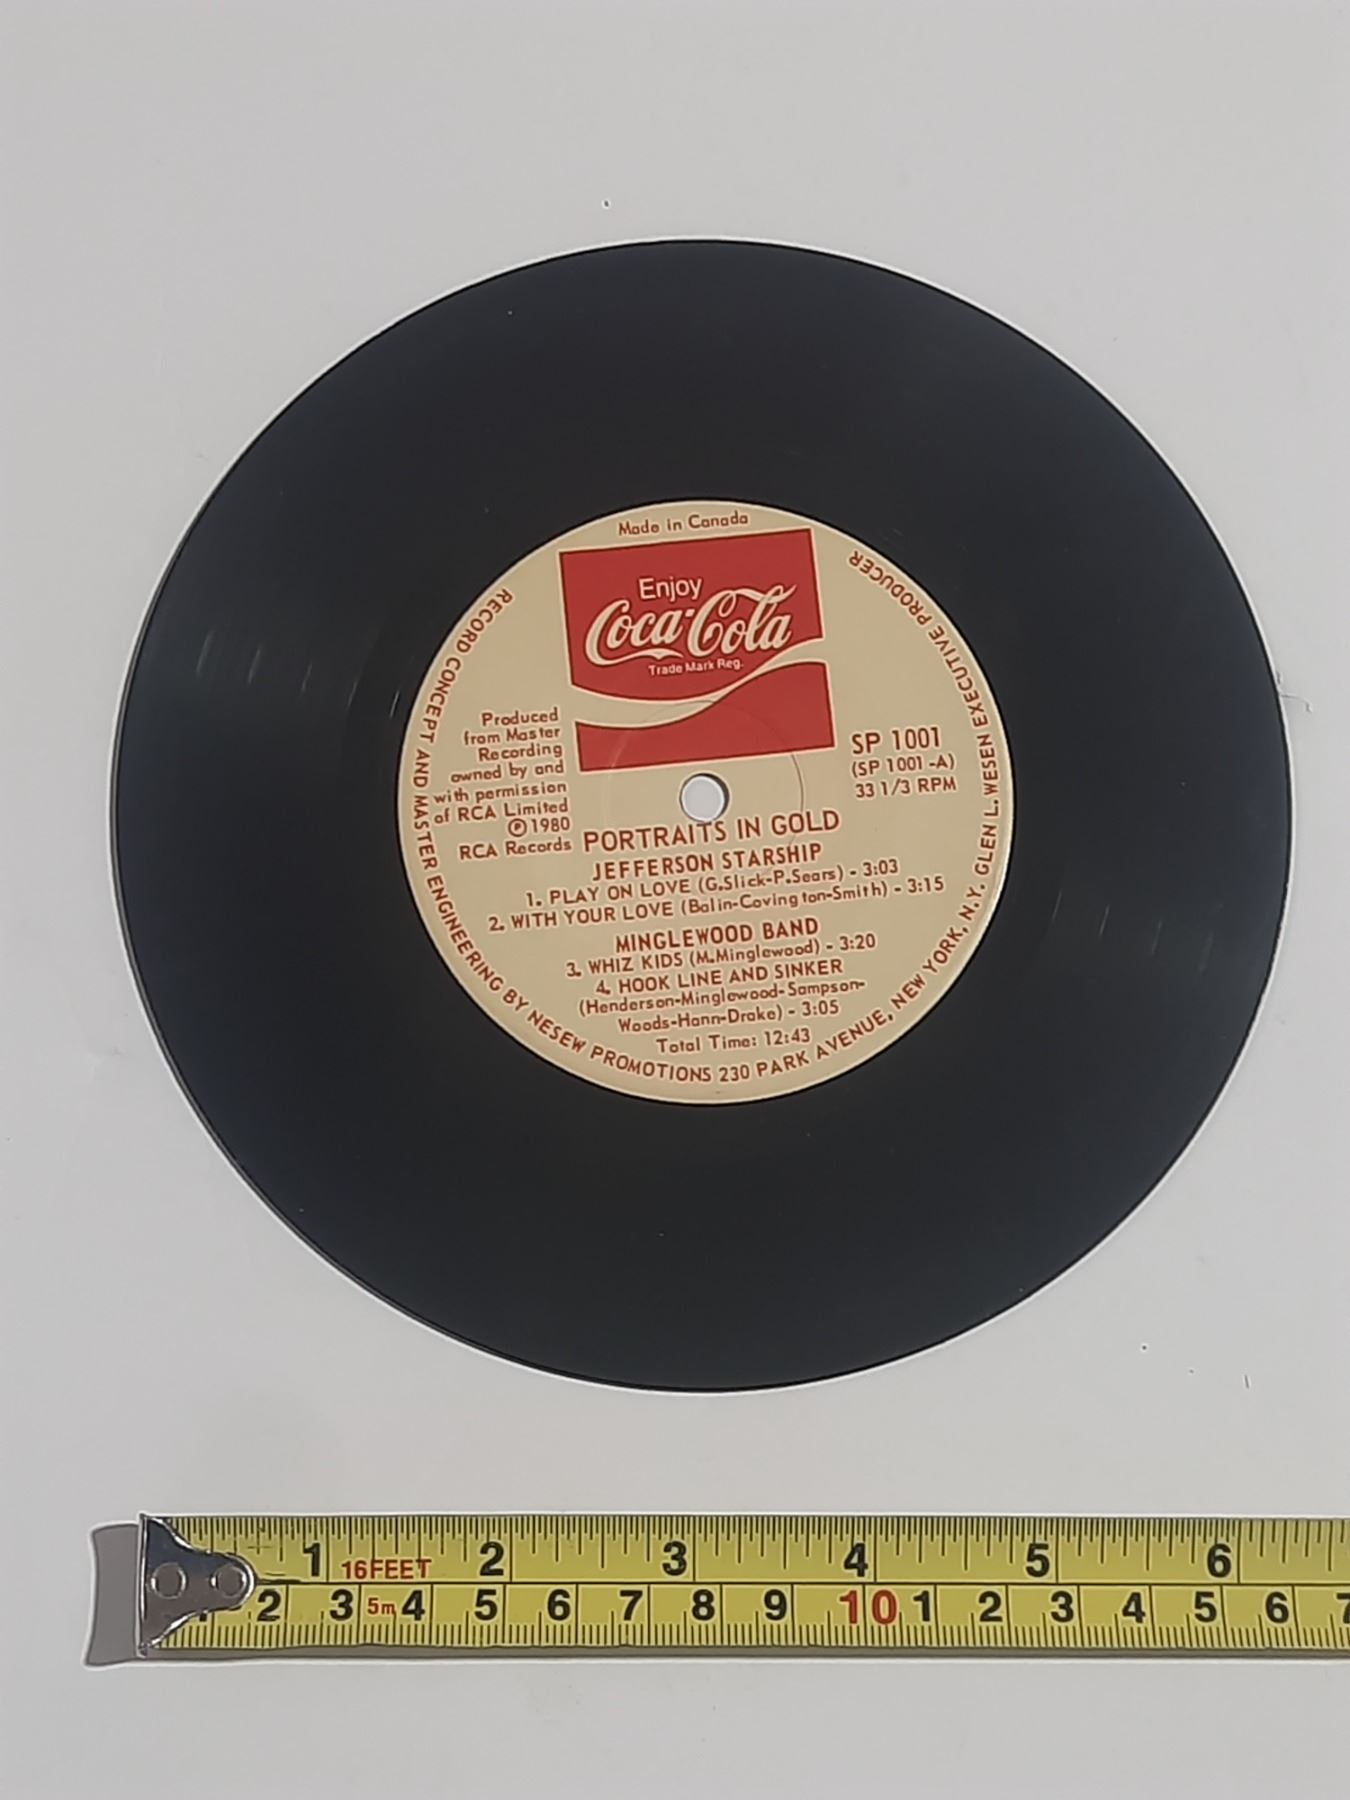 Made in Canada
Enjoy
Coca-Cola
Trade Mark Reg.
RECORD CONCEPT AND MASTER ENGINEERING BY NESEW PROMOTIONS 230 PARK AVENUE, NEW YORK, N.Y. GLEN L. WESEN EXECUTIVE PRODUCER
Produced
from Master
Recording
owned by and
with permission
of RCA Limited
Ⓟ1980
RCA Records
SP 1001
(SP 1001-A)
33 1/3 RPM
PORTRAITS IN GOLD
JEFFERSON STARSHIP
1. PLAY ON LOVE (G.Slick-P.Sears) - 3:03
2. WITH YOUR LOVE (Balin-Covington-Smith) - 3:15
MINGLEWOOD BAND
3. WHIZ KIDS (M.Minglewood) - 3:20
4. HOOK LINE AND SINKER
(Henderson-Minglewood-Sampson-
Woods-Hann-Drake) - 3:05
Total Time: 12:43
1 16FEET 2 3 4 5 6
1 2 3 5m 4 5 6 7 8 9 10 1 2 3 4 5 6 7